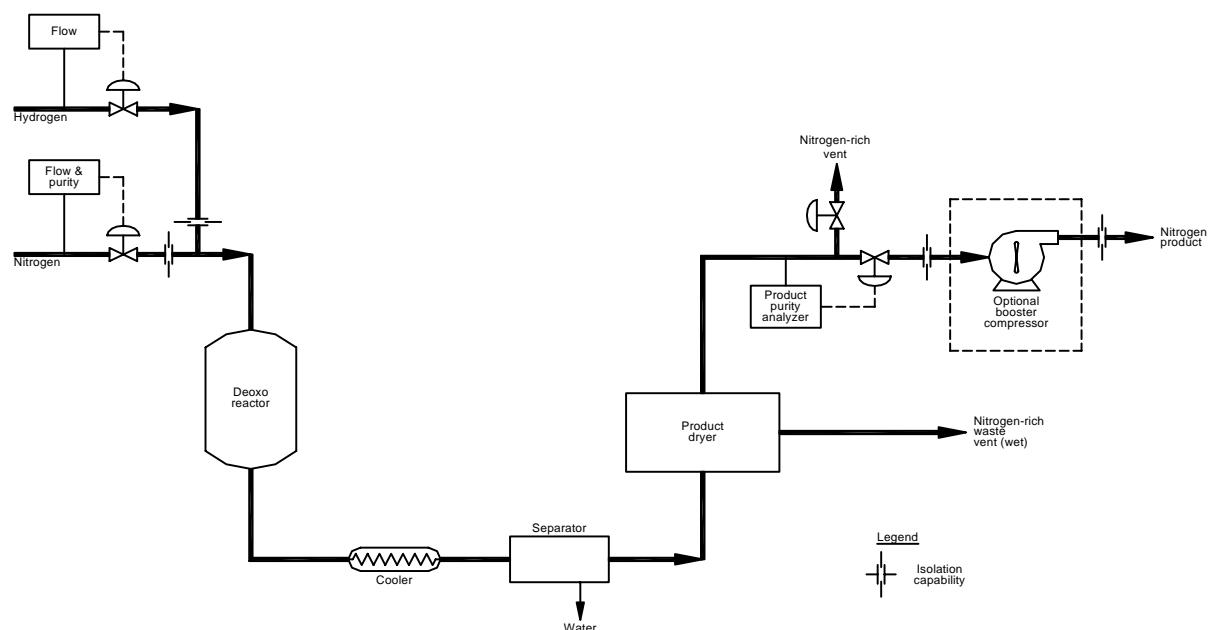 Flow
Hydrogen
Flow &
purity
Nitrogen
Nitrogen-rich
vent
Nitrogen
product
Product
purity
analyzer
Optional
booster
compressor
Deoxo
reactor
Product
dryer
Nitrogen-rich
waste
vent (wet)
Separator
Cooler
Water
Legend
Isolation
capability